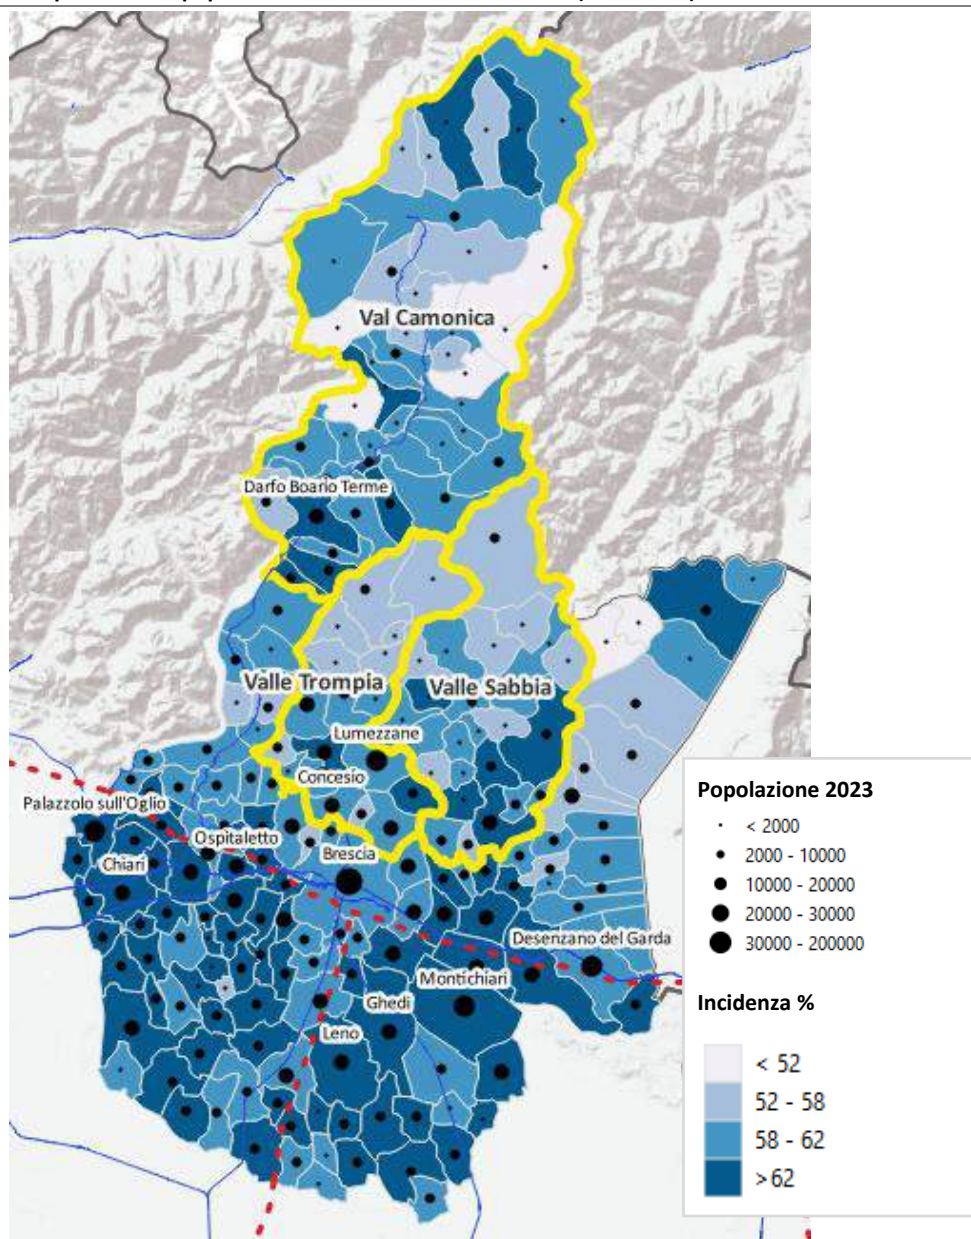 Val Camonica
Darfo Boario Terme
Valle Trompia
Valle Sabbia
Lumezzane
Concesio
Palazzolo sull'Oglio
Ospitaletto
Brescia
Chiari
Desenzano del Garda
Montichiari
Ghedi
Leno
Popolazione 2023
< 2000
2000 - 10000
10000 - 20000
20000 - 30000
30000 - 200000
Incidenza %
< 52
52 - 58
58 - 62
>62